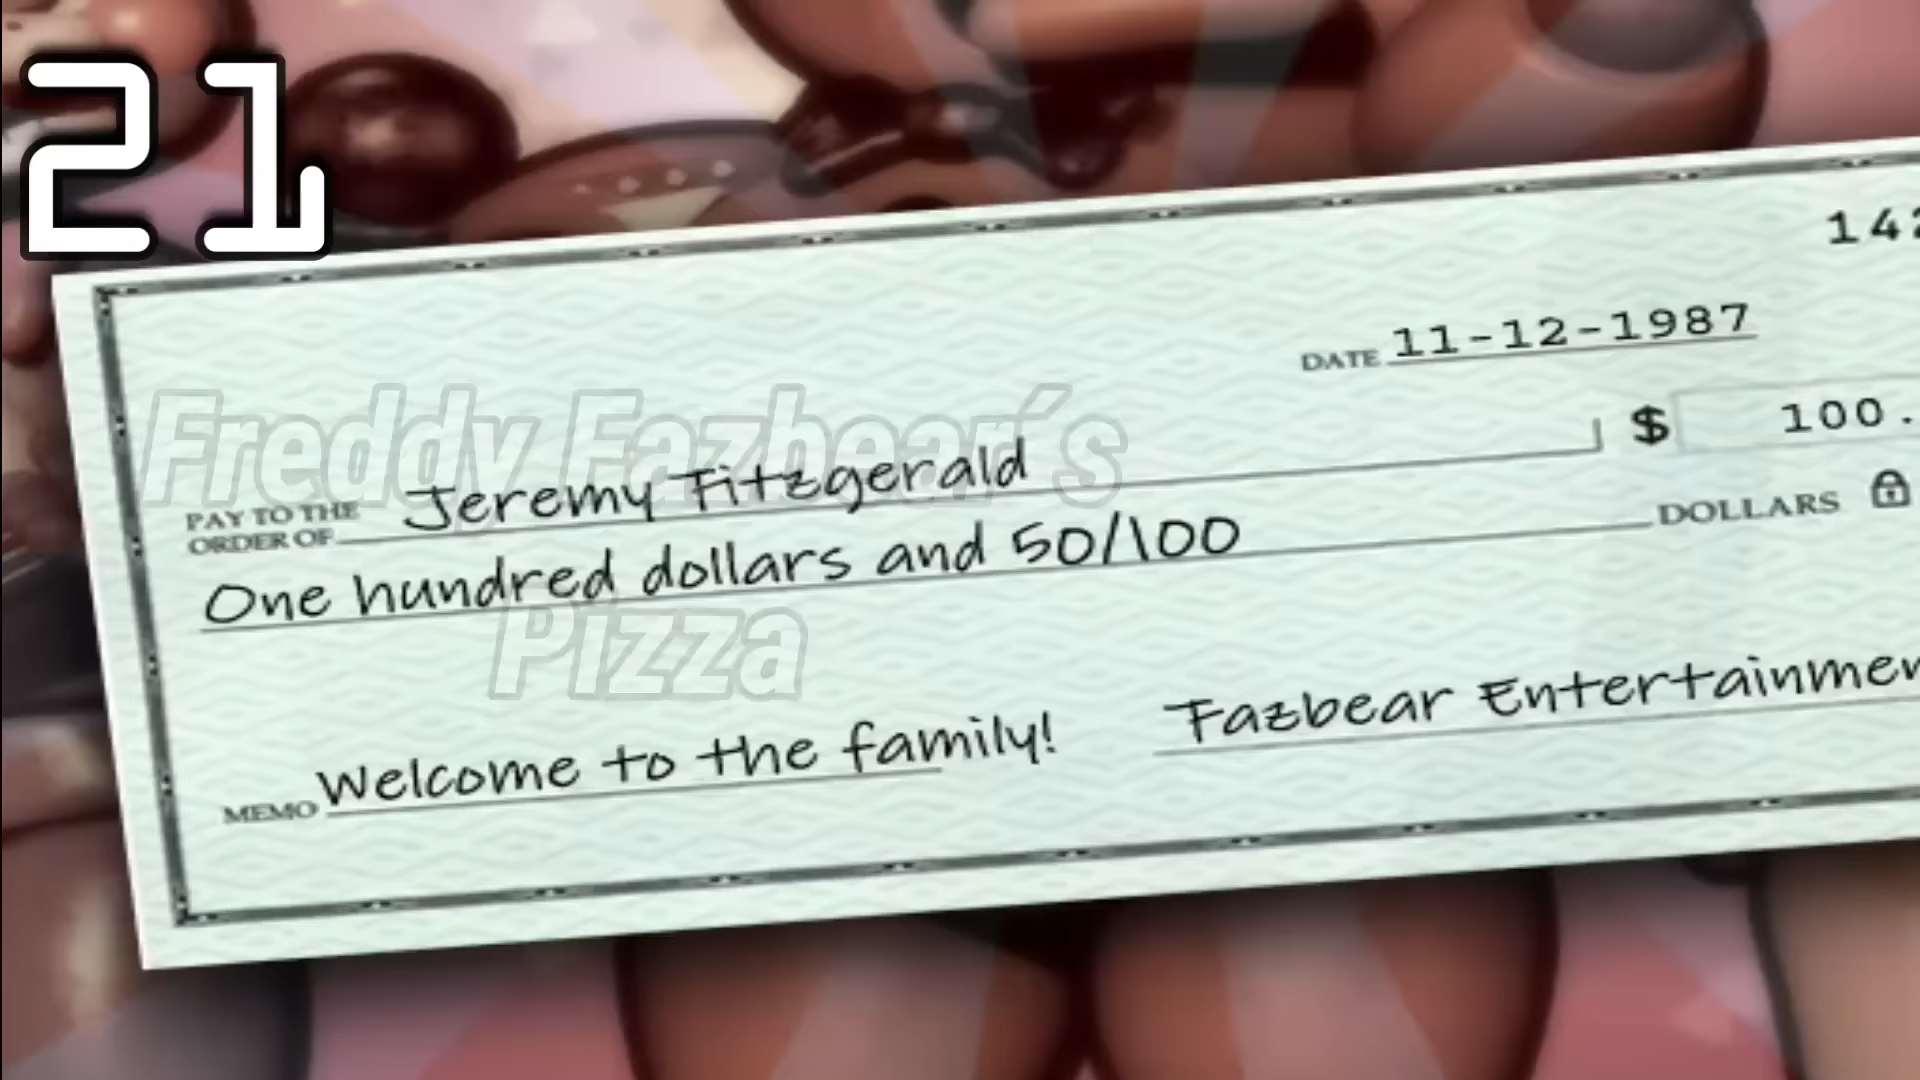 21
142
DATE 11-12-1987
Freddy Fazbear's
PAY TO THE
ORDER OF Jeremy Fitzgerald $ 100.
One hundred dollars and 50/100 DOLLARS
Pizza
MEMO Welcome to the family! Fazbear Entertainmen